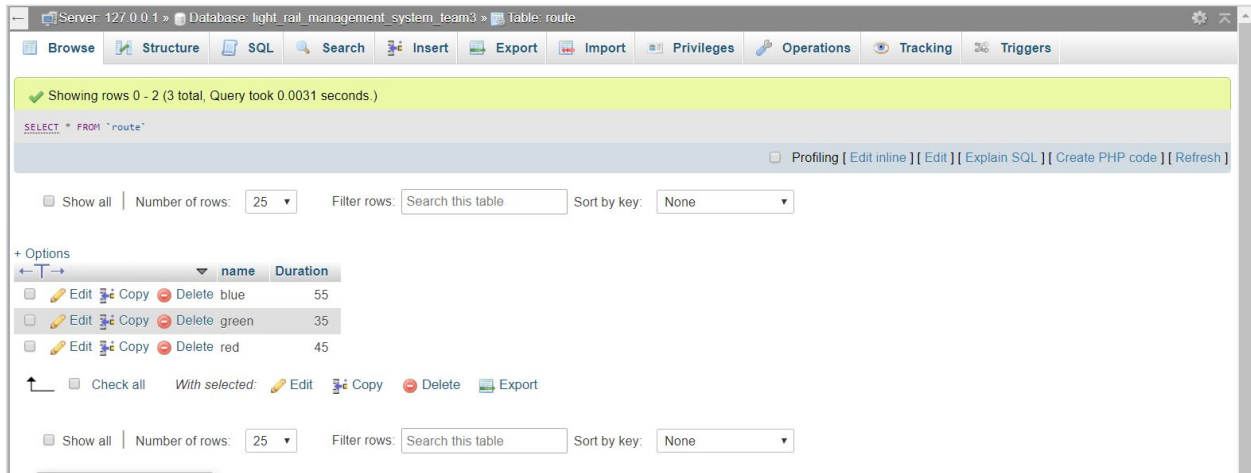 Server: 127.0.0.1 » Database: light_rail_management_system_team3 » Table: route
Browse Structure SQL Search Insert Export Import Privileges Operations Tracking Triggers
Showing rows 0 - 2 (3 total, Query took 0.0031 seconds.)
SELECT * FROM `route`
Profiling [ Edit inline ] [ Edit ] [ Explain SQL ] [ Create PHP code ] [ Refresh ]
Show all | Number of rows: 25 Filter rows: Search this table Sort by key: None
+ Options
←T→ name Duration
Edit Copy Delete blue 55
Edit Copy Delete green 35
Edit Copy Delete red 45
Check all With selected: Edit Copy Delete Export
Show all | Number of rows: 25 Filter rows: Search this table Sort by key: None